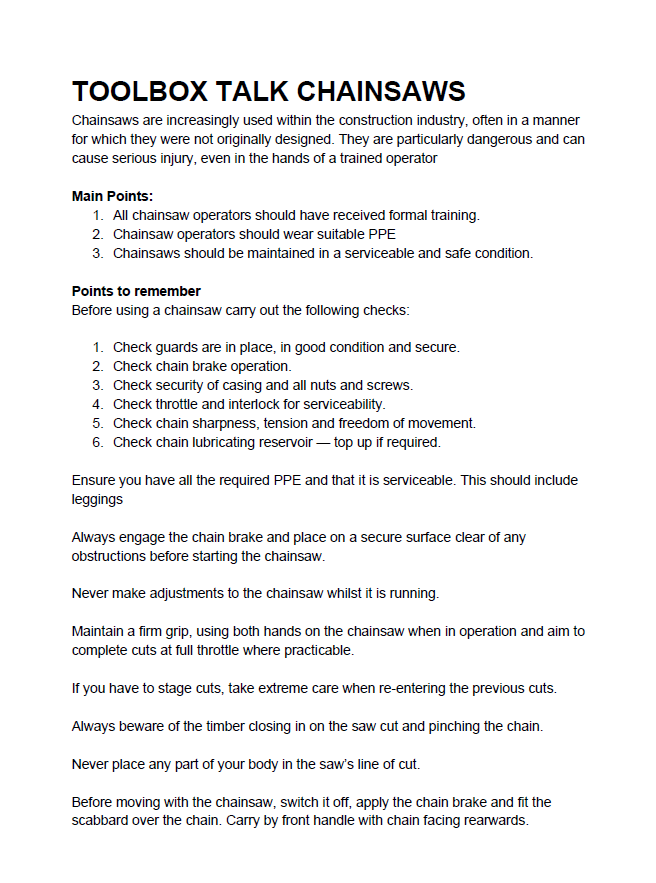 TOOLBOX TALK CHAINSAWS
Chainsaws are increasingly used within the construction industry, often in a manner
for which they were not originally designed. They are particularly dangerous and can
cause serious injury, even in the hands of a trained operator
Main Points:
1. All chainsaw operators should have received formal training.
2. Chainsaw operators should wear suitable PPE
3. Chainsaws should be maintained in a serviceable and safe condition.
Points to remember
Before using a chainsaw carry out the following checks:
1. Check guards are in place, in good condition and secure.
2. Check chain brake operation.
3. Check security of casing and all nuts and screws.
4. Check throttle and interlock for serviceability.
5. Check chain sharpness, tension and freedom of movement.
6. Check chain lubricating reservoir — top up if required.
Ensure you have all the required PPE and that it is serviceable. This should include
leggings
Always engage the chain brake and place on a secure surface clear of any
obstructions before starting the chainsaw.
Never make adjustments to the chainsaw whilst it is running.
Maintain a firm grip, using both hands on the chainsaw when in operation and aim to
complete cuts at full throttle where practicable.
If you have to stage cuts, take extreme care when re-entering the previous cuts.
Always beware of the timber closing in on the saw cut and pinching the chain.
Never place any part of your body in the saw’s line of cut.
Before moving with the chainsaw, switch it off, apply the chain brake and fit the
scabbard over the chain. Carry by front handle with chain facing rearwards.